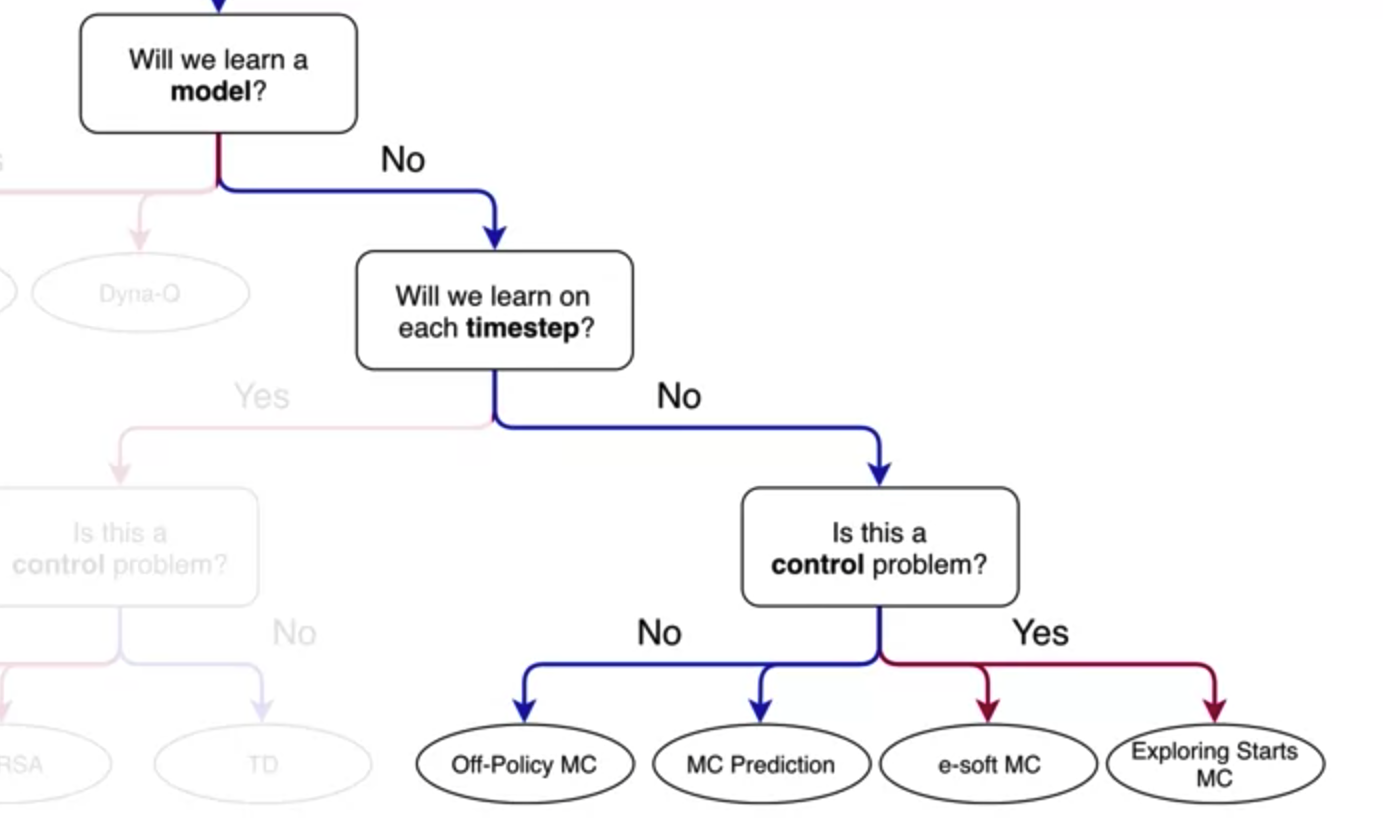 Will we learn a
model?
s
No
Dyna-Q
Will we learn on
each timestep?
Yes
No
Is this a
control problem?
Is this a
control problem?
No
No
Yes
RSA
TD
Off-Policy MC
MC Prediction
e-soft MC
Exploring Starts
MC